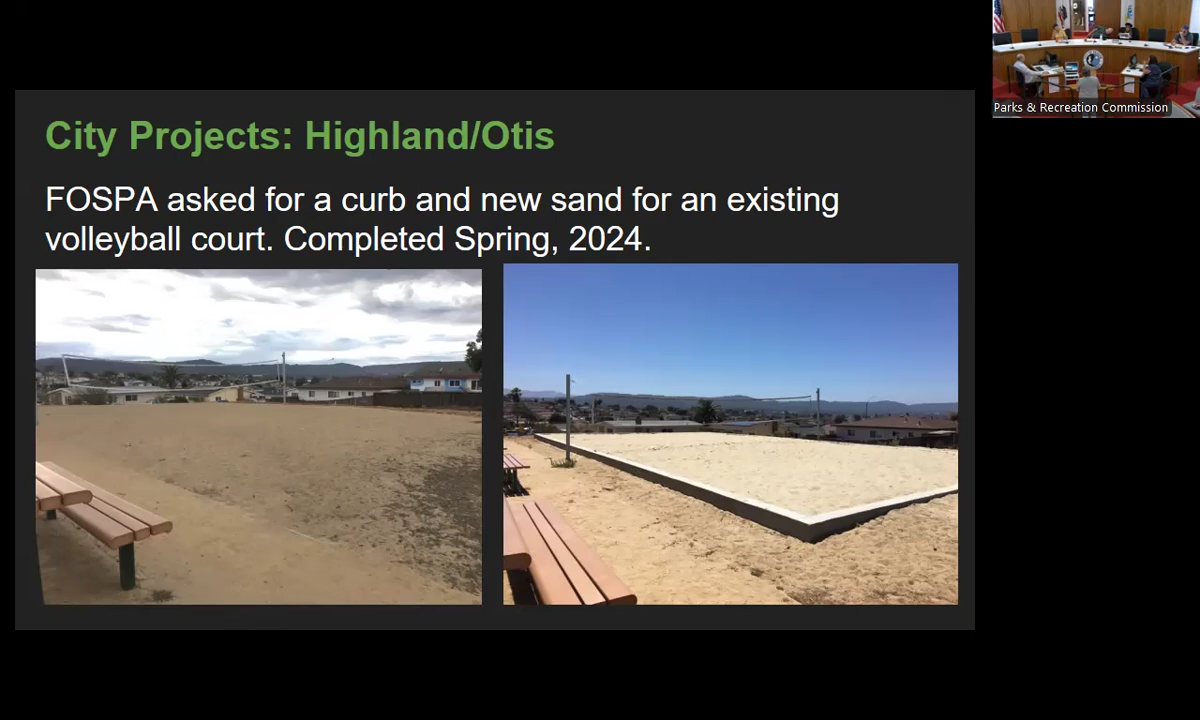 City Projects: Highland/Otis
FOSPA asked for a curb and new sand for an existing
volleyball court. Completed Spring, 2024.
Parks & Recreation Commission